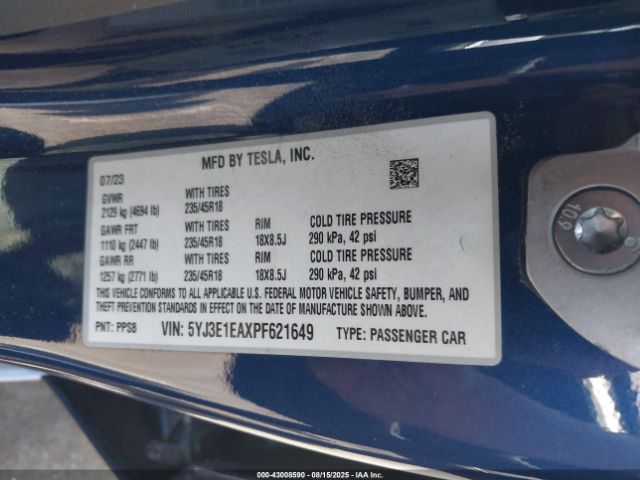 MFD BY TESLA, INC.
07/23
GVWR WITH TIRES
2129 kg (4694 lb) 235/45R18
GAWR FRT WITH TIRES RIM COLD TIRE PRESSURE
1110 kg (2447 lb) 235/45R18 18X8.5J 290 kPa, 42 psi
GAWR RR WITH TIRES RIM COLD TIRE PRESSURE
1257 kg (2771 lb) 235/45R18 18X8.5J 290 kPa, 42 psi
THIS VEHICLE CONFORMS TO ALL APPLICABLE U.S. FEDERAL MOTOR VEHICLE SAFETY, BUMPER, AND
THEFT PREVENTION STANDARDS IN EFFECT ON THE DATE OF MANUFACTURE SHOWN ABOVE.
PNT: PPSB VIN: 5YJ3E1EAXPF621649 TYPE: PASSENGER CAR
10.9
000-43008590 - 08/15/2025 - IAA Inc.